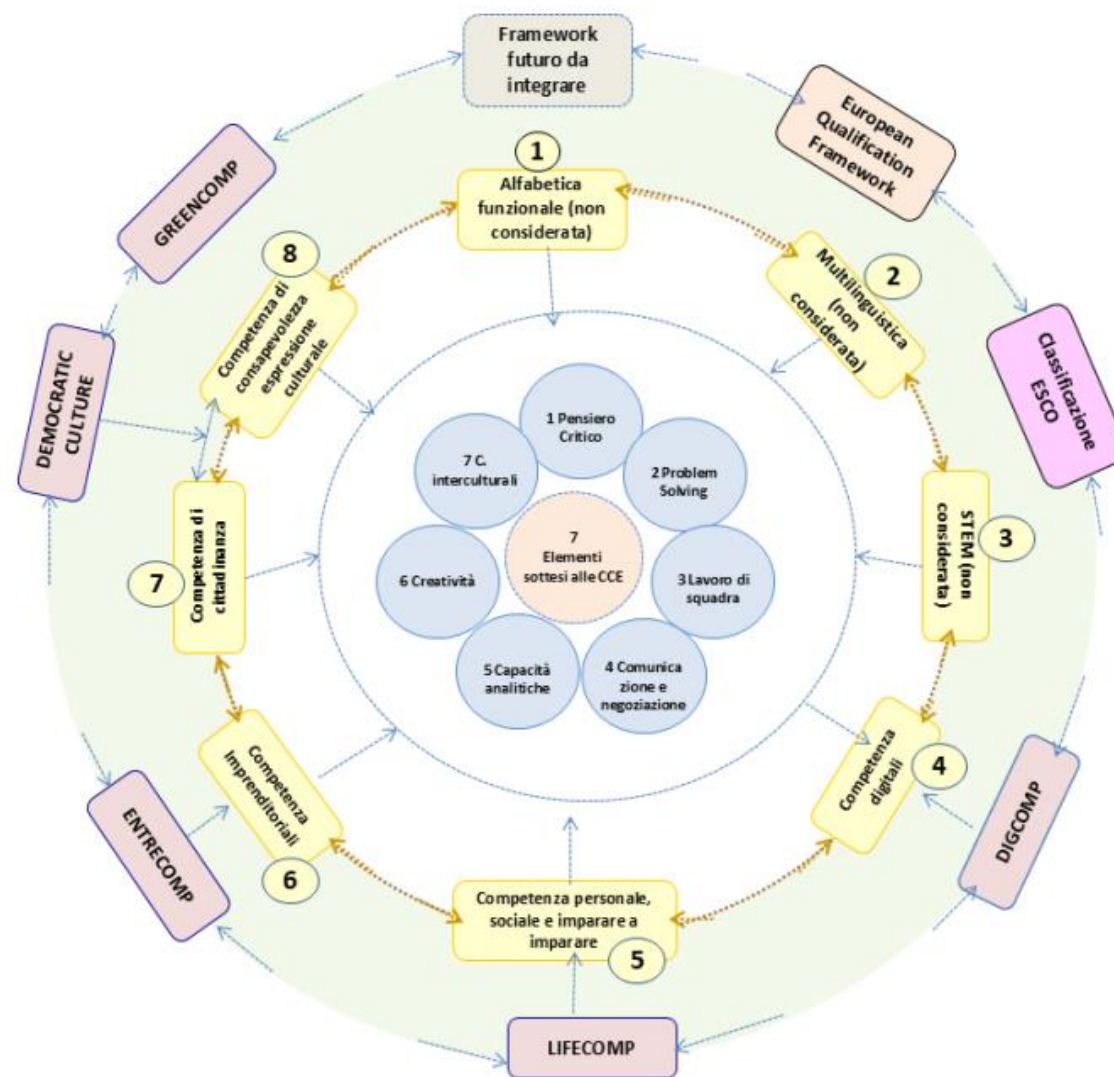 Framework
futuro da
integrare
European
Qualification
Framework
Classificazione
ESCO
DIGCOMP
LIFECOMP
ENTRECOMP
DEMOCRATIC
CULTURE
GREENCOMP
1
Alfabetica
funzionale (non
considerata)
2
Multilinguistica
(non
considerata)
3
STEM (non
considerata)
4
Competenza
digitali
5
Competenza personale,
sociale e imparare a
imparare
6
Competenza
Imprenditoriali
7
Competenza di
cittadinanza
8
Competenza di
consapevolezza
espressione
culturale
1 Pensiero
Critico
2 Problem
Solving
3 Lavoro di
squadra
4 Comunica
zione e
negoziazione
5 Capacità
analitiche
6 Creatività
7 C.
interculturali
7
Elementi
sottesi alle CCE